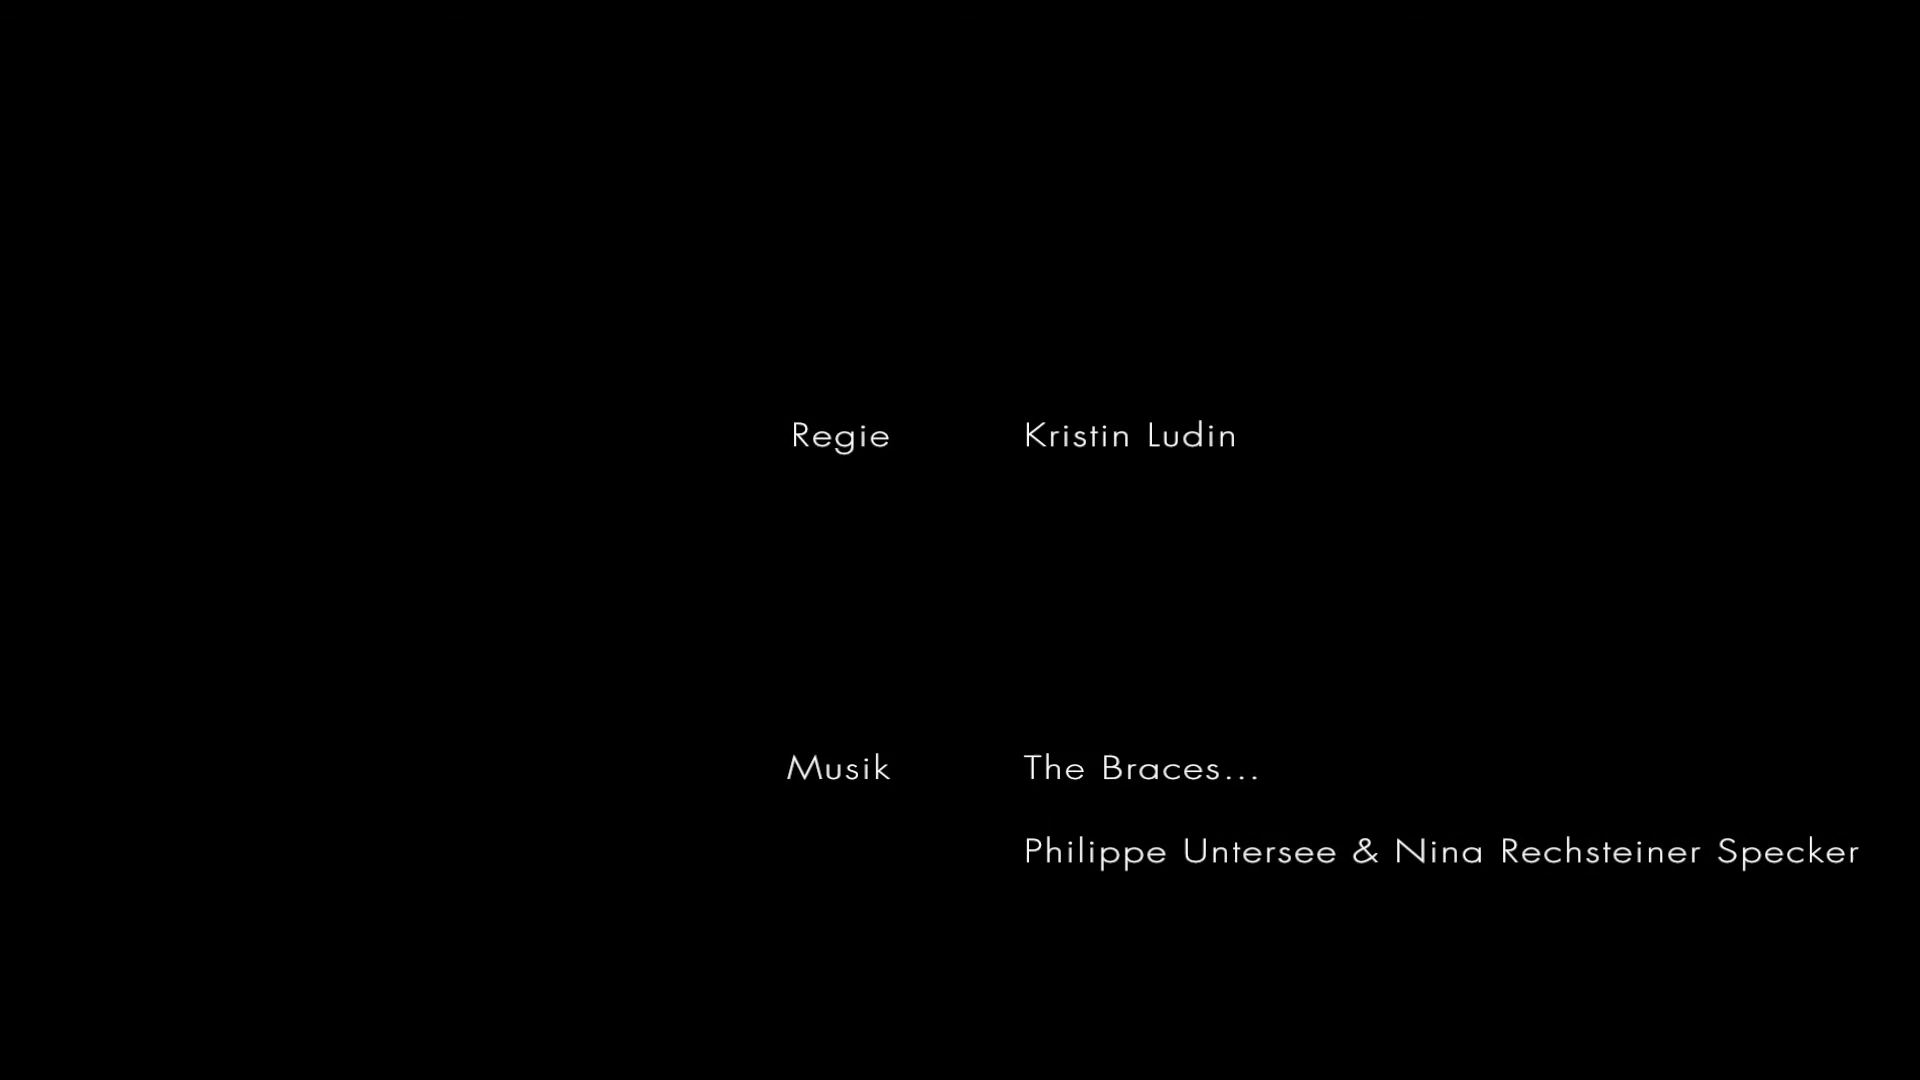 Regie Kristin Ludin
Musik The Braces...
Philippe Untersee & Nina Rechsteiner Specker